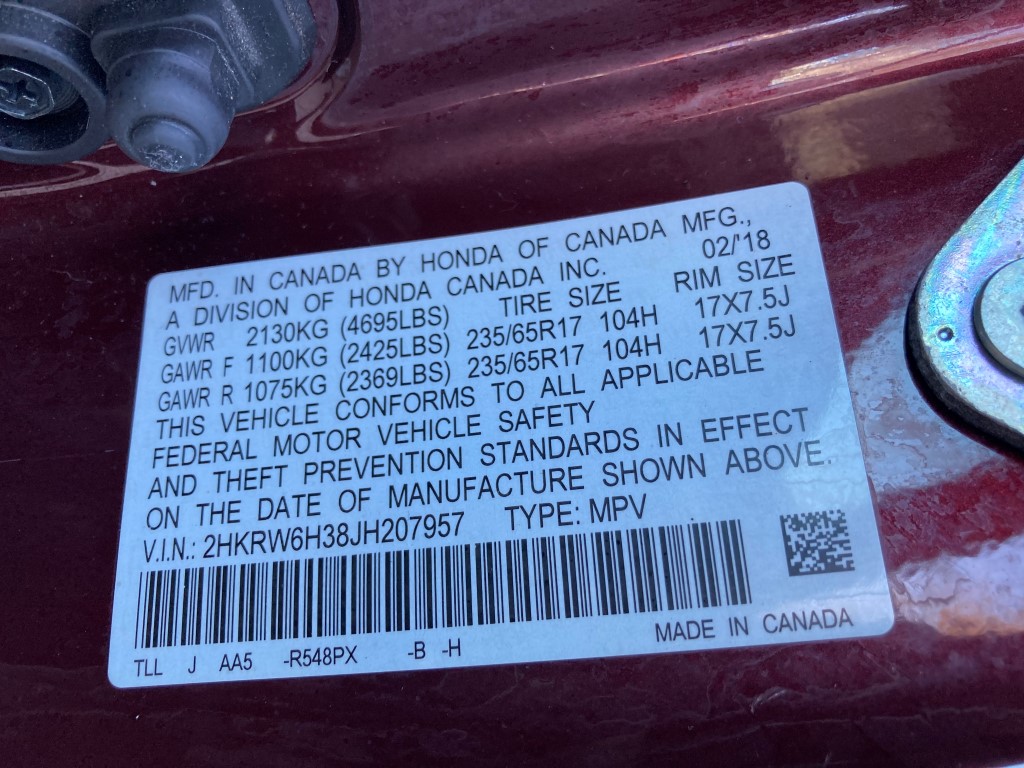 MFD. IN CANADA BY HONDA OF CANADA MFG.,
A DIVISION OF HONDA CANADA INC. 02/'18
GVWR 2130KG (4695LBS) TIRE SIZE RIM SIZE
GAWR F 1100KG (2425LBS) 235/65R17 104H 17X7.5J
GAWR R 1075KG (2369LBS) 235/65R17 104H 17X7.5J
THIS VEHICLE CONFORMS TO ALL APPLICABLE
FEDERAL MOTOR VEHICLE SAFETY
AND THEFT PREVENTION STANDARDS IN EFFECT
ON THE DATE OF MANUFACTURE SHOWN ABOVE.
V.I.N.: 2HKRW6H38JH207957 TYPE: MPV
MADE IN CANADA
TLL J AA5 -R548PX -B -H